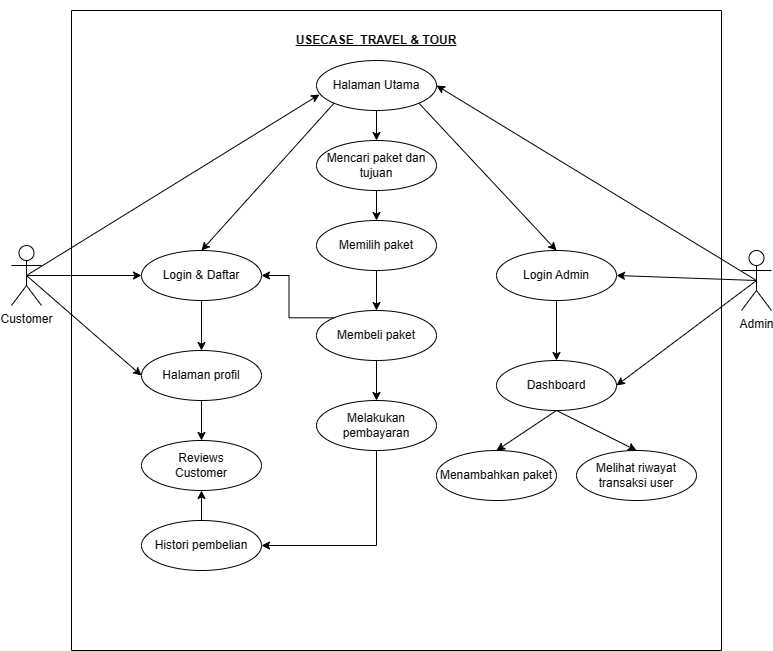 USECASE TRAVEL & TOUR
Halaman Utama
Mencari paket dan
tujuan
Memilih paket
Login & Daftar
Login Admin
Customer
Admin
Membeli paket
Halaman profil
Dashboard
Melakukan
pembayaran
Reviews
Customer
Menambahkan paket
Melihat riwayat
transaksi user
Histori pembelian